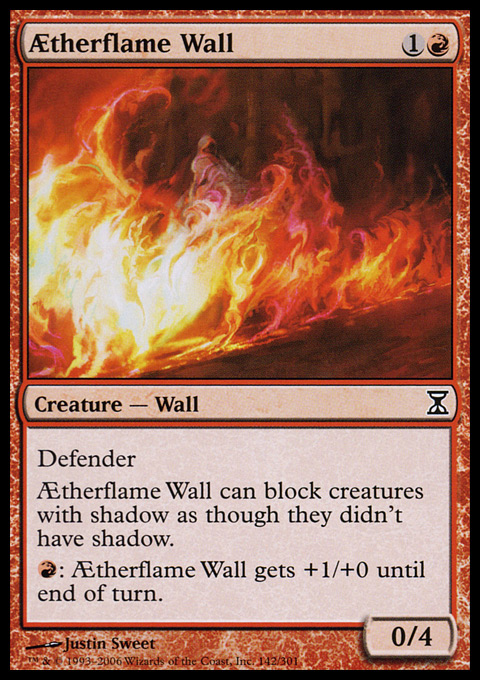 Ætherflame Wall
1
Creature — Wall
Defender
Ætherflame Wall can block creatures
with shadow as though they didn't
have shadow.
: Ætherflame Wall gets +1/+0 until
end of turn.
Justin Sweet
0/4
™ & © 1993–2006 Wizards of the Coast, Inc. 142/301